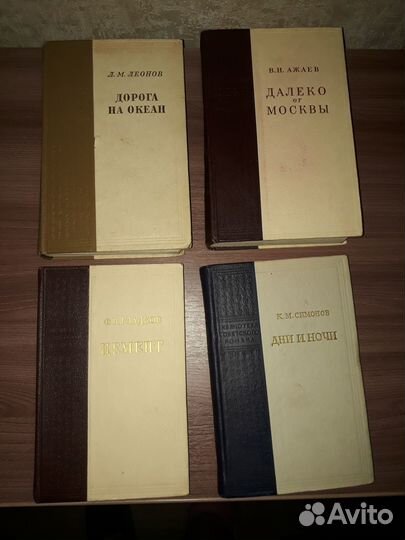 Л. М. ЛЕОНОВ
ДОРОГА
НА ОКЕАН
В. Н. АЖАЕВ
ДАЛЕКО
ОТ
МОСКВЫ
ЦЕМЕНТ
К. М. СИМОНОВ
ДНИ И НОЧИ
БИБЛИОТЕКА
СОВЕТСКОГО
РОМАНА
Avito